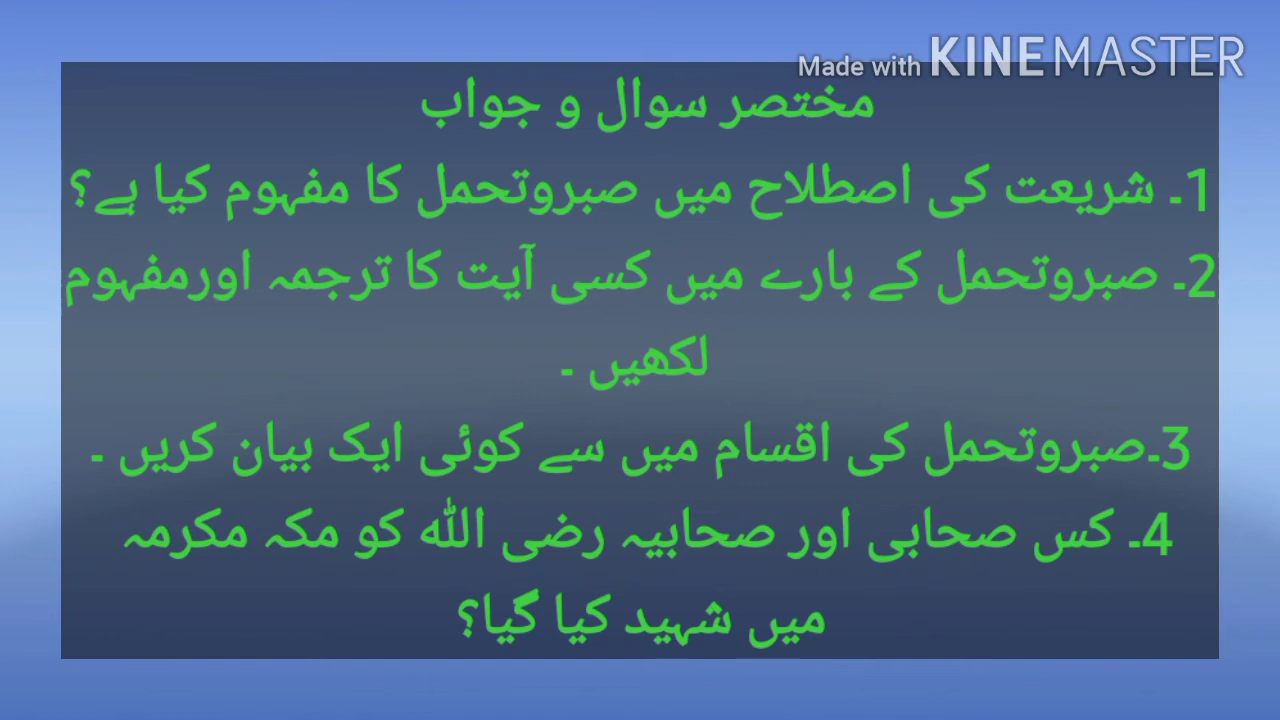 Made with KINEMASTER
مختصر سوال و جواب
1۔ شریعت کی اصطلاح میں صبروتحمل کا مفہوم کیا ہے؟
2۔ صبروتحمل کے بارے میں کسی آیت کا ترجمہ اورمفہوم
لکھیں ۔
3۔صبروتحمل کی اقسام میں سے کوئی ایک بیان کریں ۔
4۔ کس صحابی اور صحابیہ رضی اللہ کو مکہ مکرمہ
میں شہید کیا گیا؟